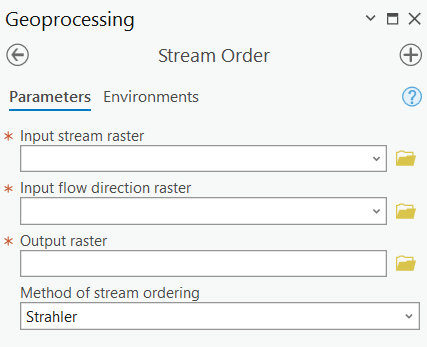 Geoprocessing
Stream Order
Parameters Environments
* Input stream raster
* Input flow direction raster
* Output raster
Method of stream ordering
Strahler